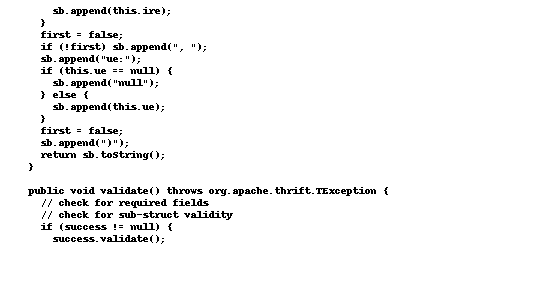 sb.append(this.ire);
}
first = false;
if (!first) sb.append(", ");
sb.append("ue:");
if (this.ue == null) {
sb.append("null");
} else {
sb.append(this.ue);
}
first = false;
sb.append(")");
return sb.toString();
}
public void validate() throws org.apache.thrift.TException {
// check for required fields
// check for sub-struct validity
if (success != null) {
success.validate();